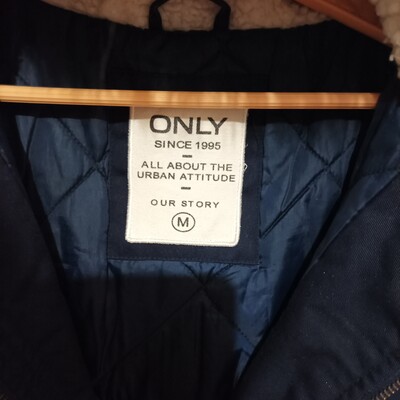 ONLY
SINCE 1995
ALL ABOUT THE
URBAN ATTITUDE
OUR STORY
M